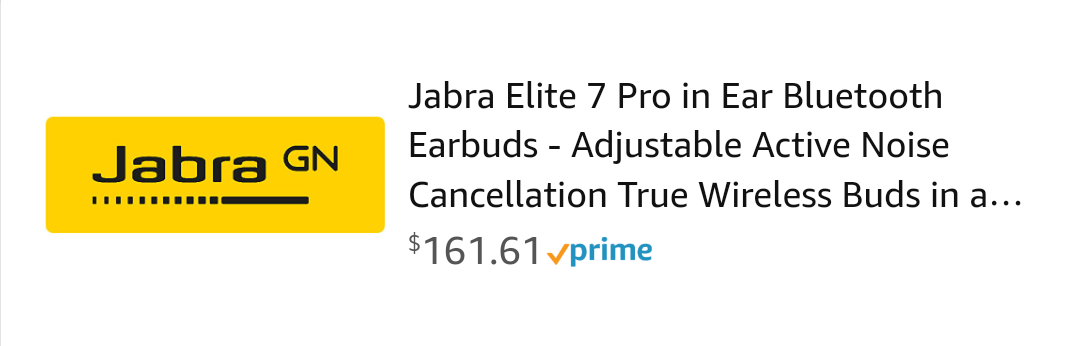 Jabra GN
Jabra Elite 7 Pro in Ear Bluetooth
Earbuds - Adjustable Active Noise
Cancellation True Wireless Buds in a...
$161.61 prime